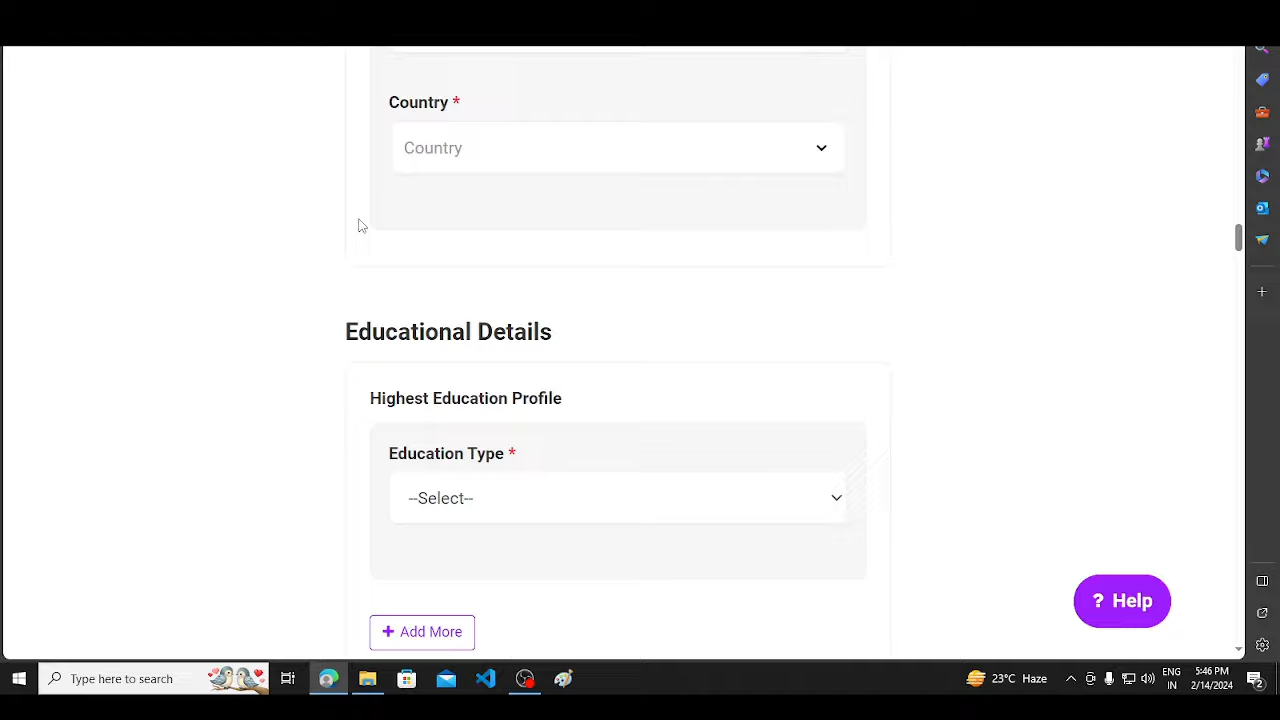 Country *
Country
Educational Details
Highest Education Profile
Education Type *
--Select--
+ Add More
? Help
Type here to search
23°C Haze
ENG
IN
5:46 PM
2/14/2024
2